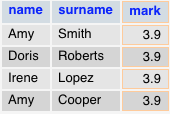 name surname mark
Amy Smith 3.9
Doris Roberts 3.9
Irene Lopez 3.9
Amy Cooper 3.9